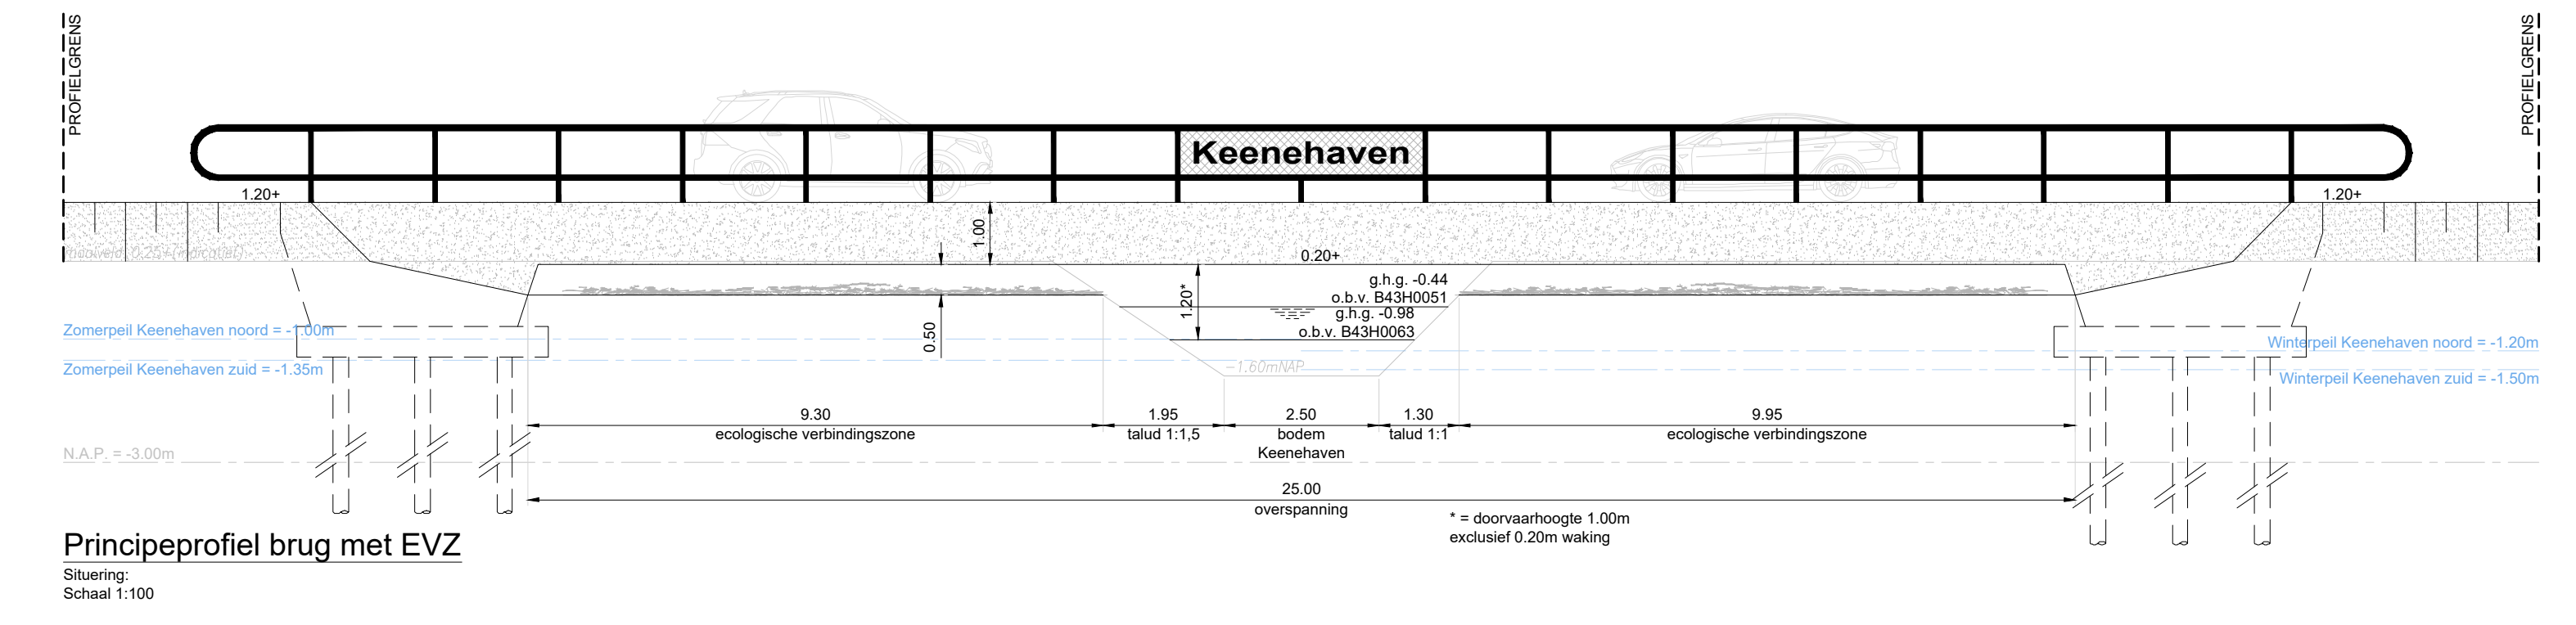 PROFIELGRENS
PROFIELGRENS
Keenehaven
1.20+
1.20+
1.00
maaiveld: 0.25+ (indicatief)
0.20+
g.h.g. -0.44
o.b.v. B43H0051
1.20*
g.h.g. -0.98
o.b.v. B43H0063
0.50
Zomerpeil Keenehaven noord = -1.00m
Winterpeil Keenehaven noord = -1.20m
Zomerpeil Keenehaven zuid = -1.35m
-1.60mNAP
Winterpeil Keenehaven zuid = -1.50m
9.30
1.95
2.50
1.30
9.95
ecologische verbindingszone
talud 1:1,5
bodem
talud 1:1
ecologische verbindingszone
Keenehaven
N.A.P. = -3.00m
25.00
overspanning
* = doorvaarhoogte 1.00m
exclusief 0.20m waking
Principeprofiel brug met EVZ
Situering:
Schaal 1:100